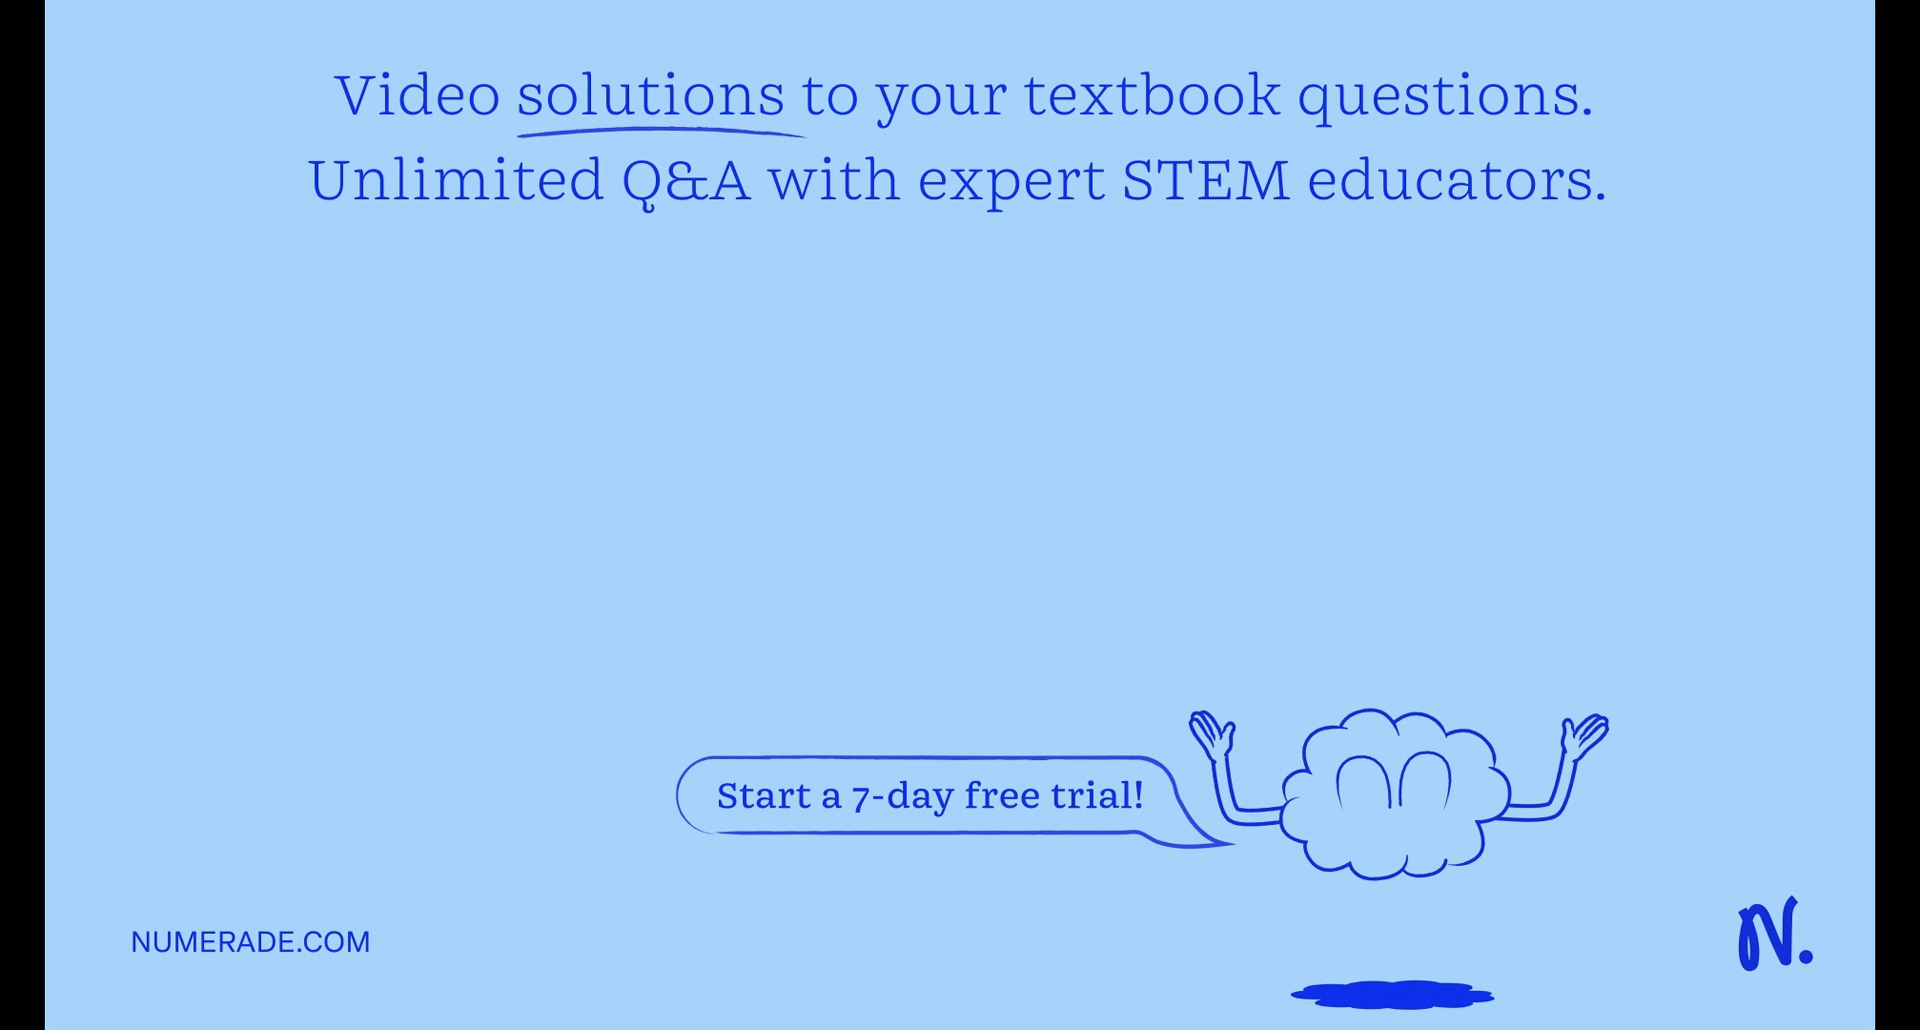 Video solutions to your textbook questions.
Unlimited Q&A with expert STEM educators.
Start a 7-day free trial!
NUMERADE.COM
N.